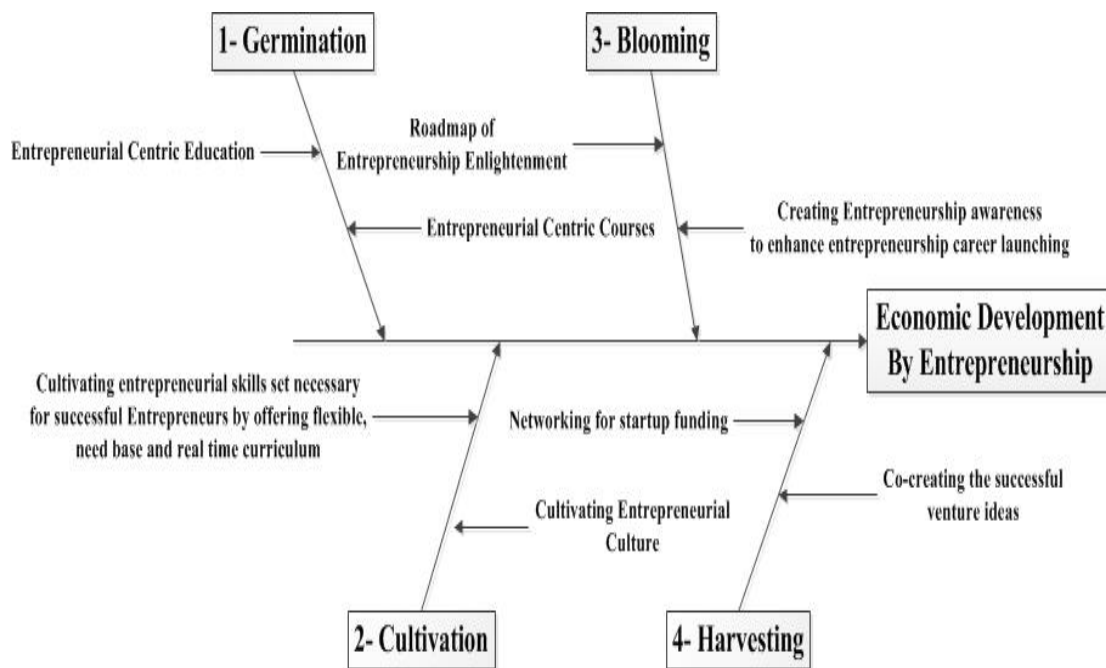 1- Germination
3- Blooming
Entrepreneurial Centric Education
Roadmap of
Entrepreneurship Enlightenment
Entrepreneurial Centric Courses
Creating Entrepreneurship awareness
to enhance entrepreneurship career launching
Economic Development
By Entrepreneurship
Cultivating entrepreneurial skills set necessary
for successful Entrepreneurs by offering flexible,
need base and real time curriculum
Networking for startup funding
Co-creating the successful
venture ideas
Cultivating Entrepreneurial
Culture
2- Cultivation
4- Harvesting